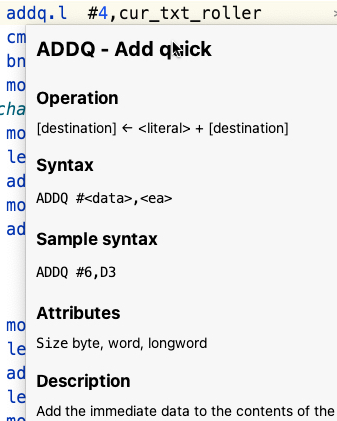 addq.l #4,cur_txt_roller
cm
bn
mo
cha
mo
le
ad
mo
ad
mo
le
ad
le
mo
ADDQ - Add quick
Operation
[destination] ← <literal> + [destination]
Syntax
ADDQ #<data>,<ea>
Sample syntax
ADDQ #6,D3
Attributes
Size byte, word, longword
Description
Add the immediate data to the contents of the